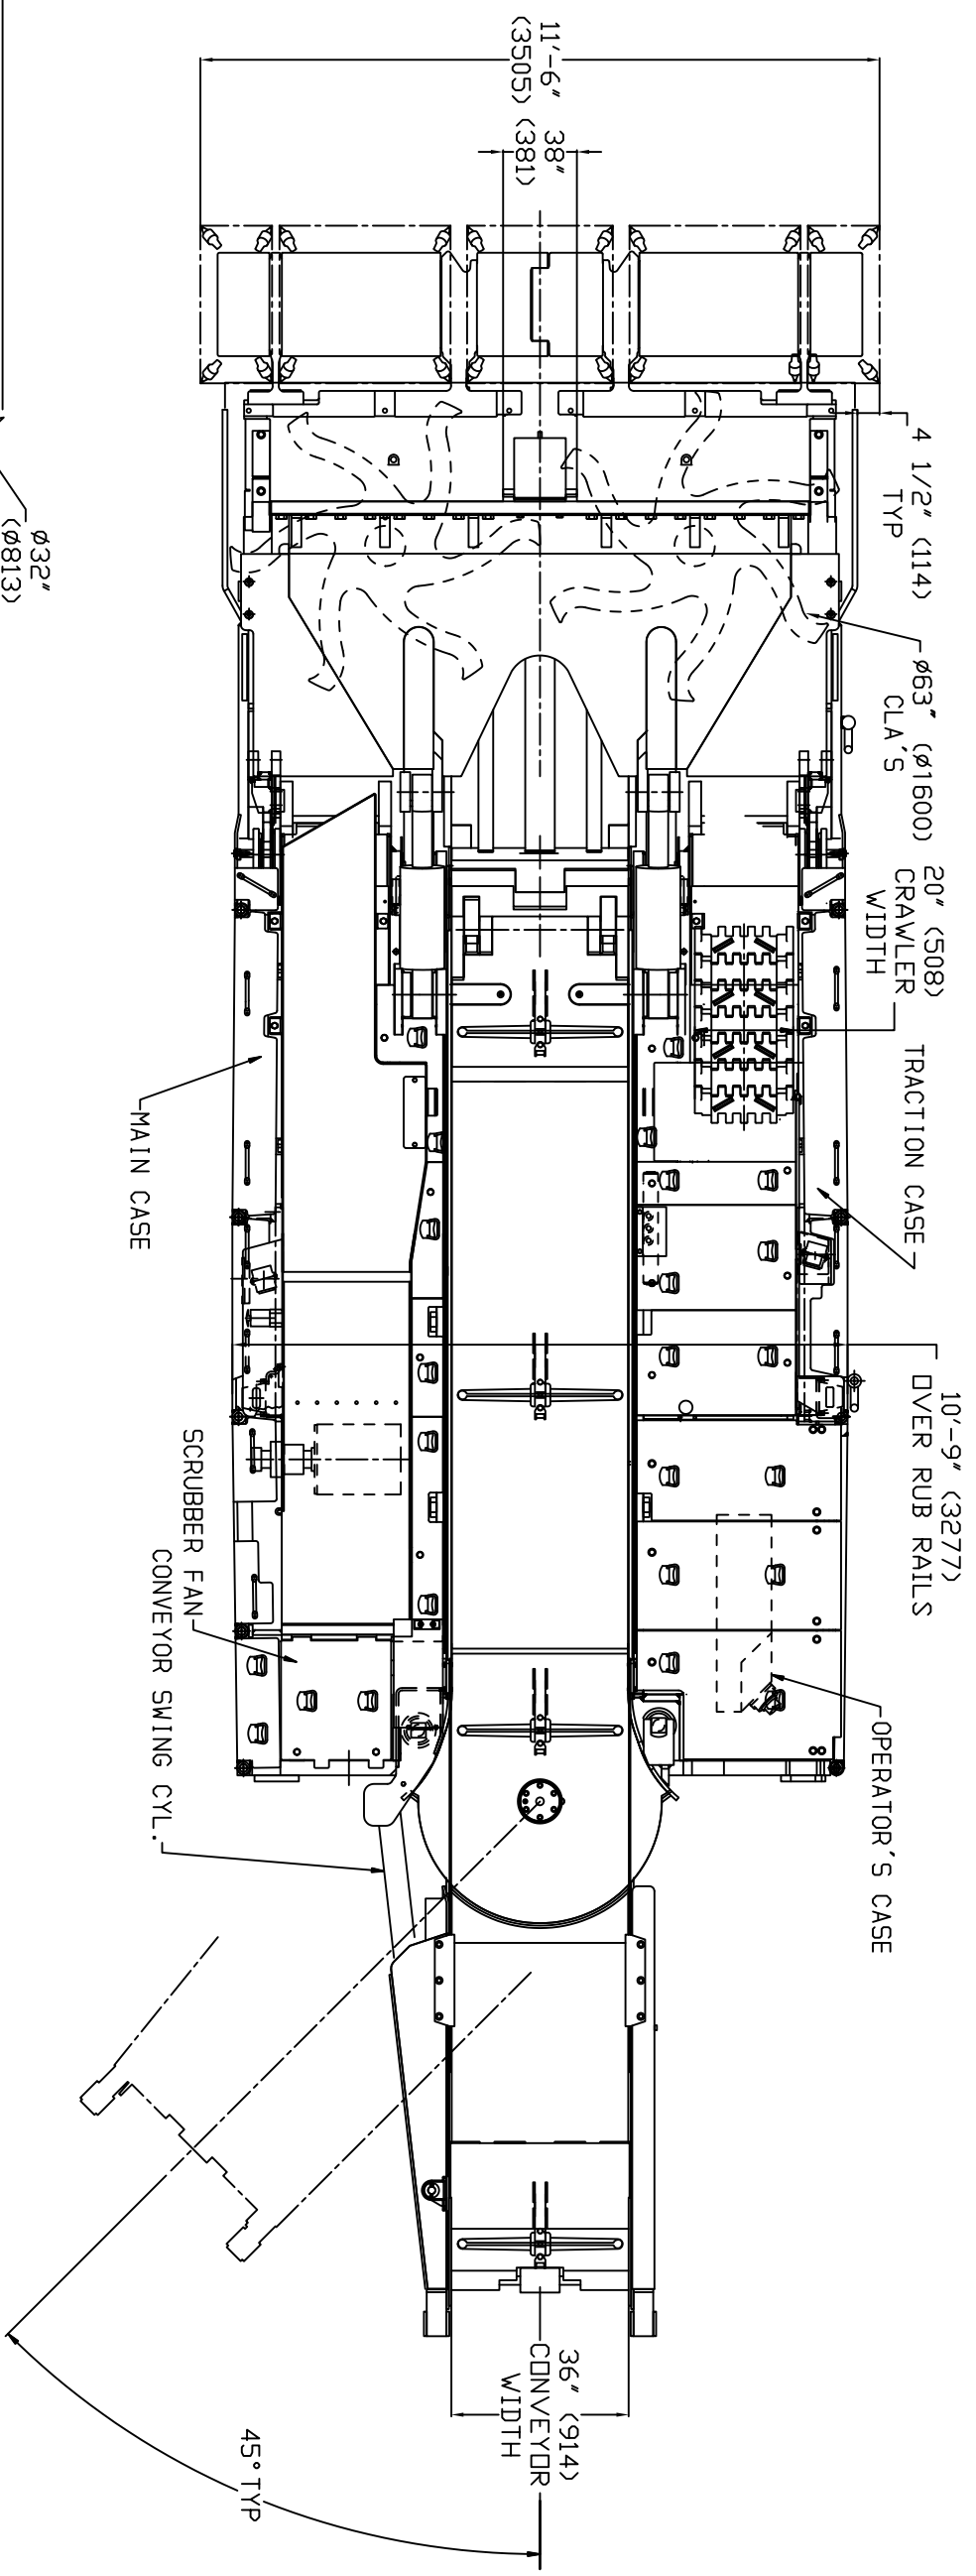 11'-6"
(3505)
38"
(381)
4 1/2" (114)
TYP
ø63" (ø1600)
CLA'S
20" (508)
CRAWLER
WIDTH
TRACTION CASE
10'-9" (3277)
OVER RUB RAILS
OPERATOR'S CASE
ø32"
(ø813)
MAIN CASE
SCRUBBER FAN
CONVEYOR SWING CYL.
36" (914)
CONVEYOR
WIDTH
45° TYP